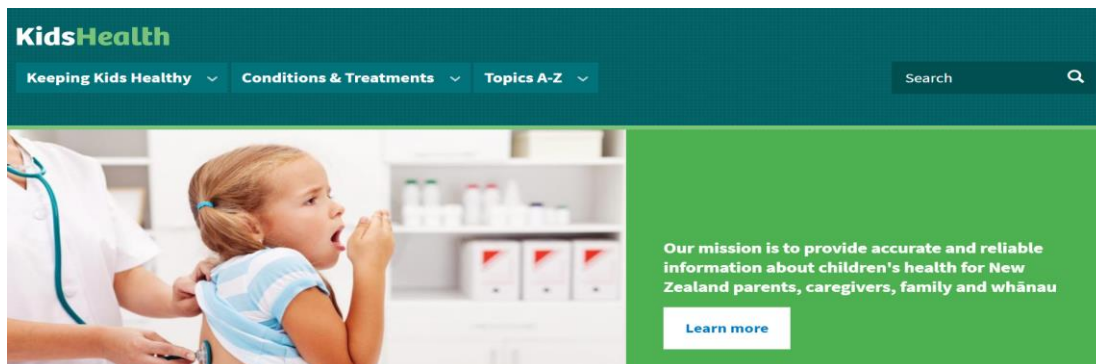 KidsHealth
Keeping Kids Healthy
Conditions & Treatments
Topics A-Z
Search
Our mission is to provide accurate and reliable
information about children's health for New
Zealand parents, caregivers, family and whānau
Learn more